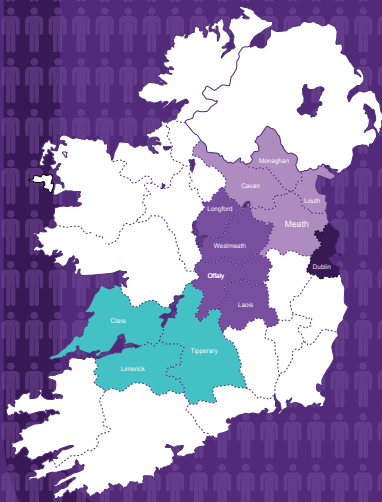 Monaghan
Cavan
Louth
Longford
Meath
Westmeath
Dublin
Offaly
Laois
Clare
Tipperary
Limerick